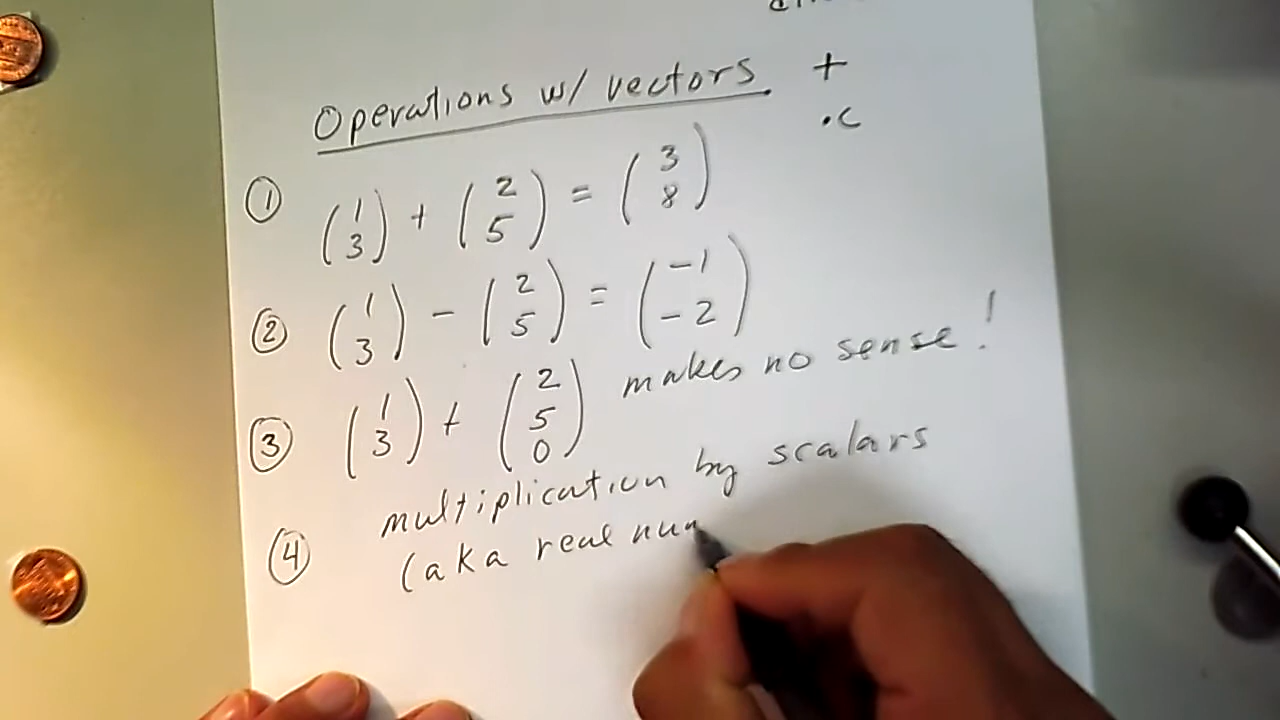 Operations w/ vectors. +
.c
① (1 3) + (2 5) = (3 8)
② (1 3) - (2 5) = (-1 -2)
③ (1 3) + (2 5 0) makes no sense!
④ multiplication by scalars
(aka real num